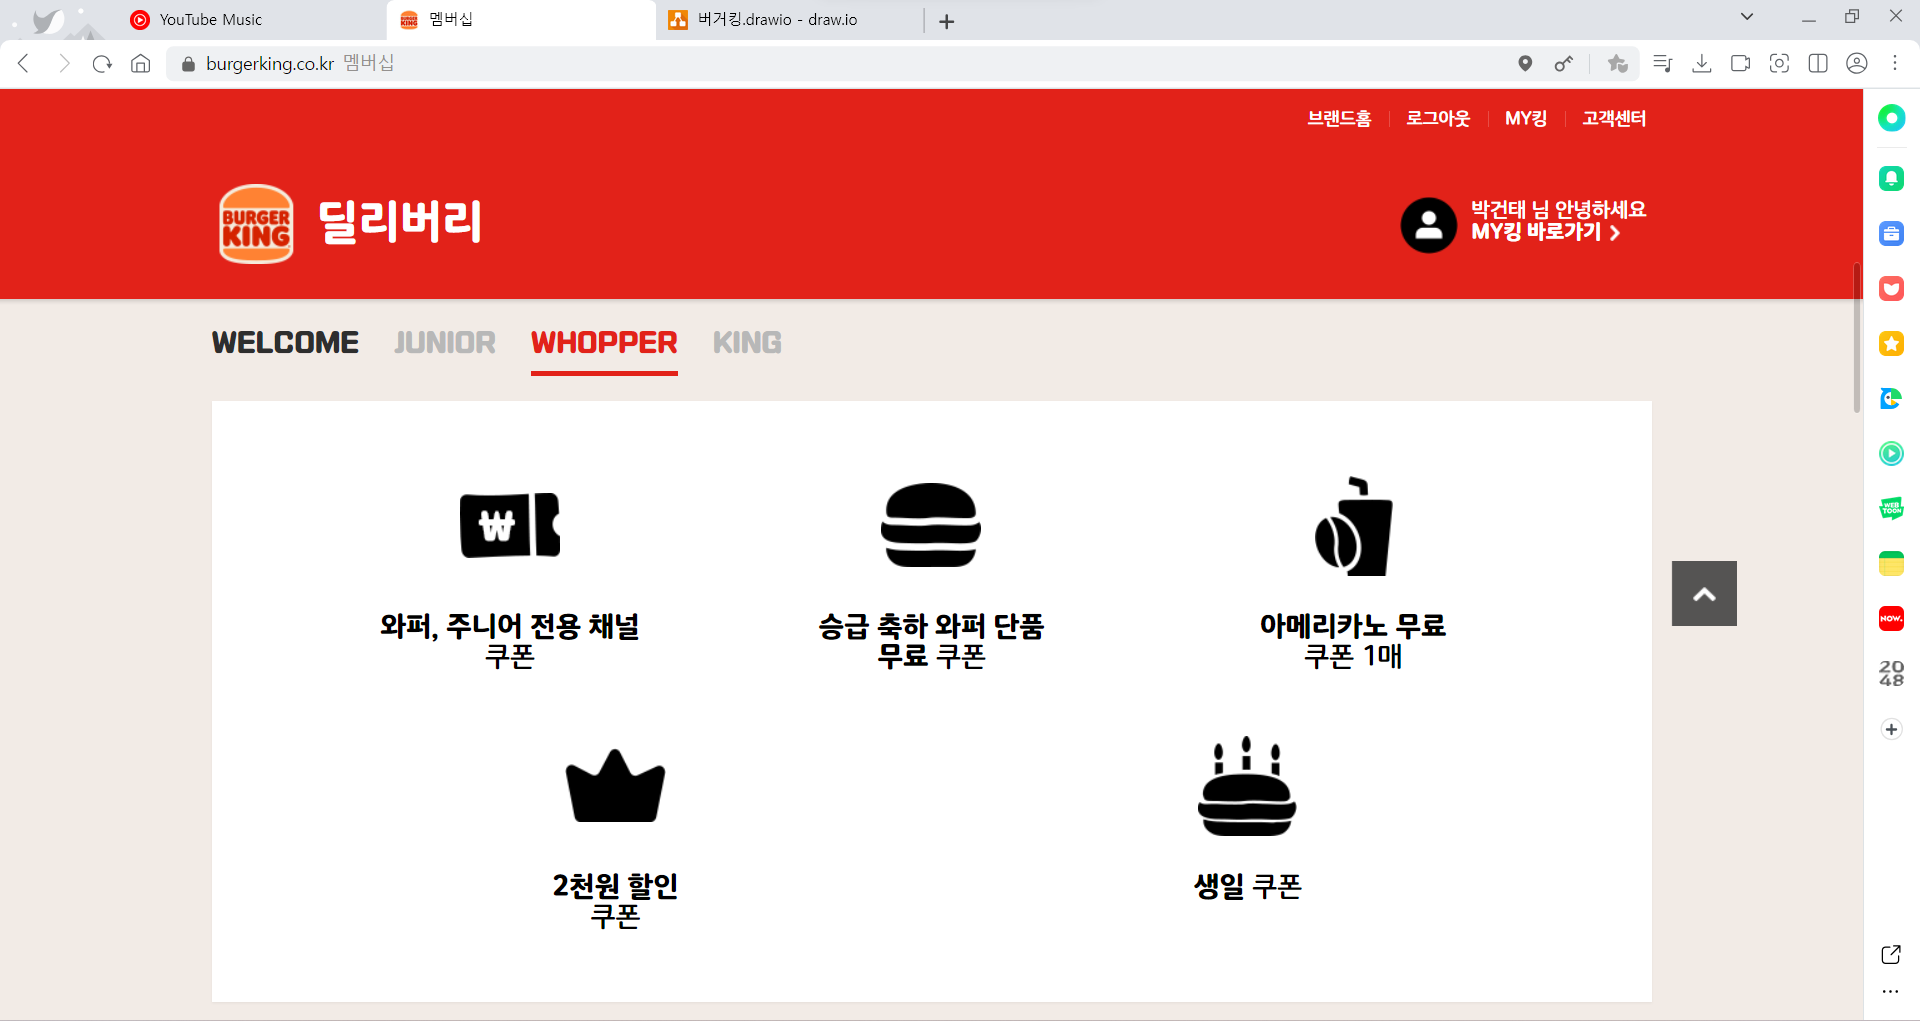 YouTube Music
멤버십
버거킹.drawio - draw.io
burgerking.co.kr 멤버십
브랜드홈
로그아웃
MY킹
고객센터
BURGER
KING
딜리버리
박건태 님 안녕하세요
MY킹 바로가기
WELCOME
JUNIOR
WHOPPER
KING
₩
와퍼, 주니어 전용 채널
쿠폰
승급 축하 와퍼 단품
무료 쿠폰
아메리카노 무료
쿠폰 1매
2천원 할인
쿠폰
생일 쿠폰
WEB
TOON
NOW.
20
48